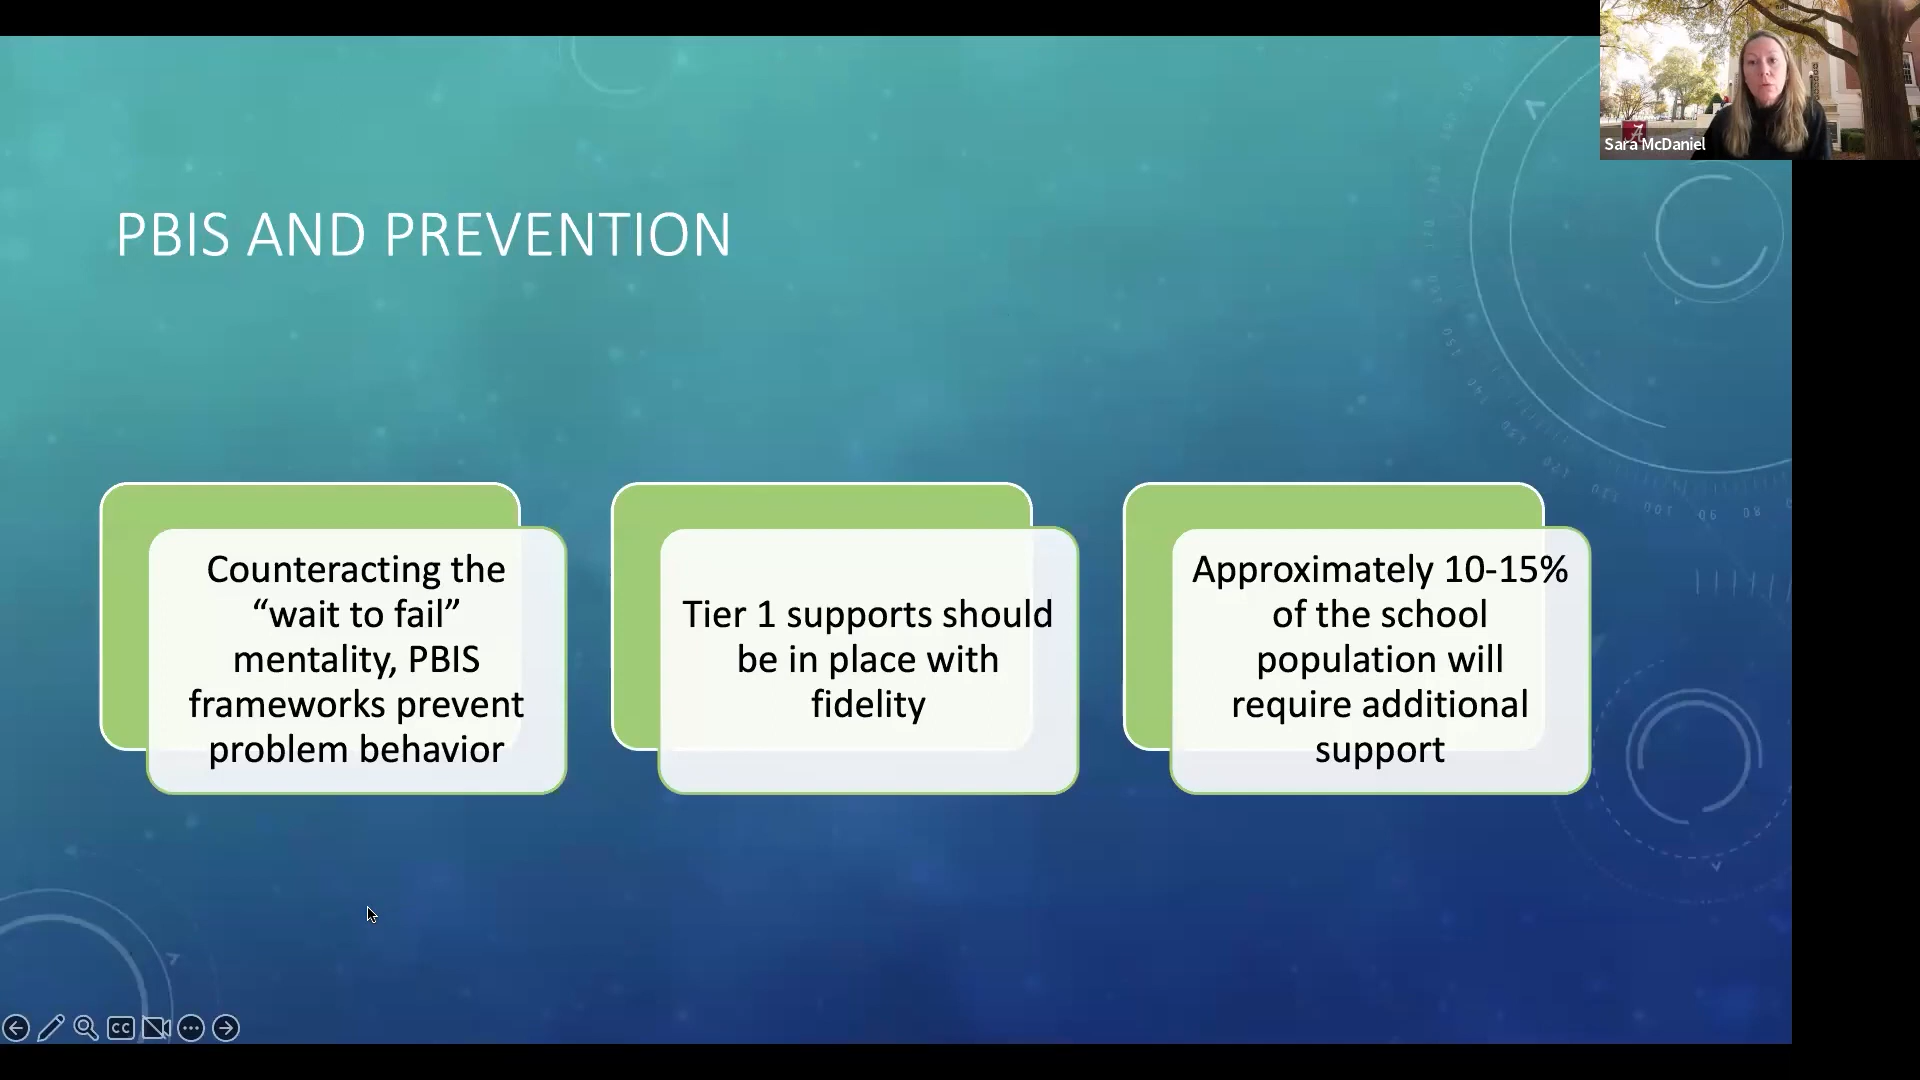 Sara McDaniel
PBIS AND PREVENTION
Counteracting the
“wait to fail”
mentality, PBIS
frameworks prevent
problem behavior
Tier 1 supports should
be in place with
fidelity
Approximately 10-15%
of the school
population will
require additional
support
CC